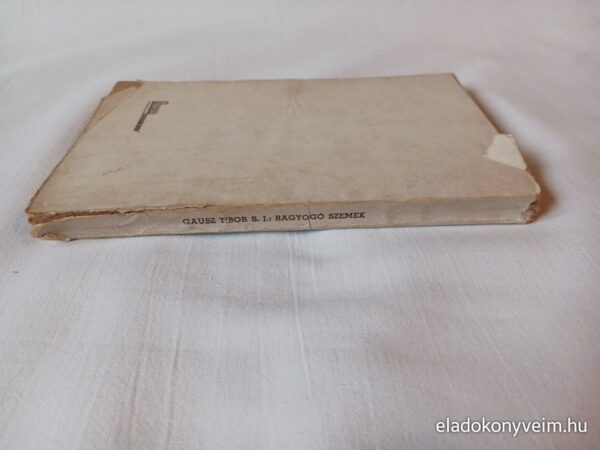 GAUSZ TIBOR S. J.: RAGYOGÓ SZEMEK
eladokonyveim.hu